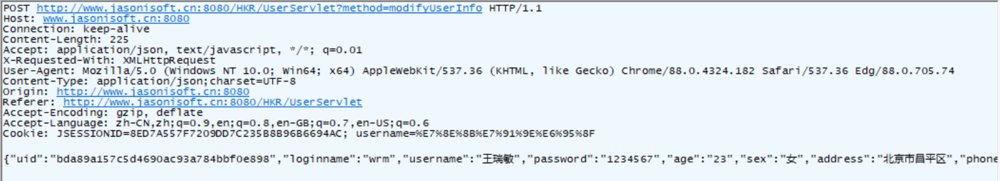 POST http://www.jasonisoft.cn:8080/HKR/UserServlet?method=modifyUserInfo HTTP/1.1
Host: www.jasonisoft.cn:8080
Connection: keep-alive
Content-Length: 225
Accept: application/json, text/javascript, */*; q=0.01
X-Requested-With: XMLHttpRequest
User-Agent: Mozilla/5.0 (Windows NT 10.0; Win64; x64) AppleWebKit/537.36 (KHTML, like Gecko) Chrome/88.0.4324.182 Safari/537.36 Edg/88.0.705.74
Content-Type: application/json;charset=UTF-8
Origin: http://www.jasonisoft.cn:8080
Referer: http://www.jasonisoft.cn:8080/HKR/UserServlet
Accept-Encoding: gzip, deflate
Accept-Language: zh-CN,zh;q=0.9,en;q=0.8,en-GB;q=0.7,en-US;q=0.6
Cookie: JSESSIONID=8ED7A557F7209DD7C235B8B96B6694AC; username=%E7%8E%8B%E7%91%9E%E6%95%8F
{"uid":"bda89a157c5d4690ac93a784bbf0e898","loginname":"wrm","username":"王瑞敏","password":"1234567","age":"23","sex":"女","address":"北京市昌平区","phone